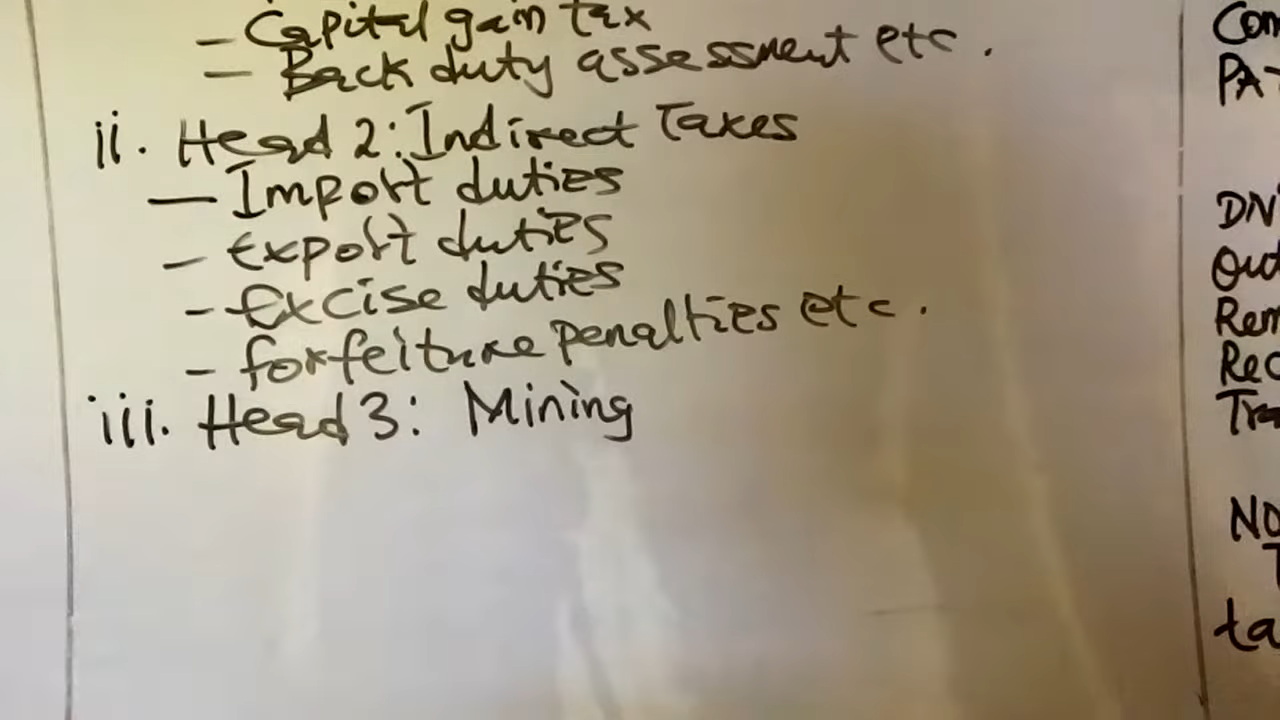 - Capital gain tax
- Back duty assessment etc.
ii. Head 2: Indirect Taxes
- Import duties
- Export duties
- Excise duties
- forfeiture penalties etc.
iii. Head 3: Mining